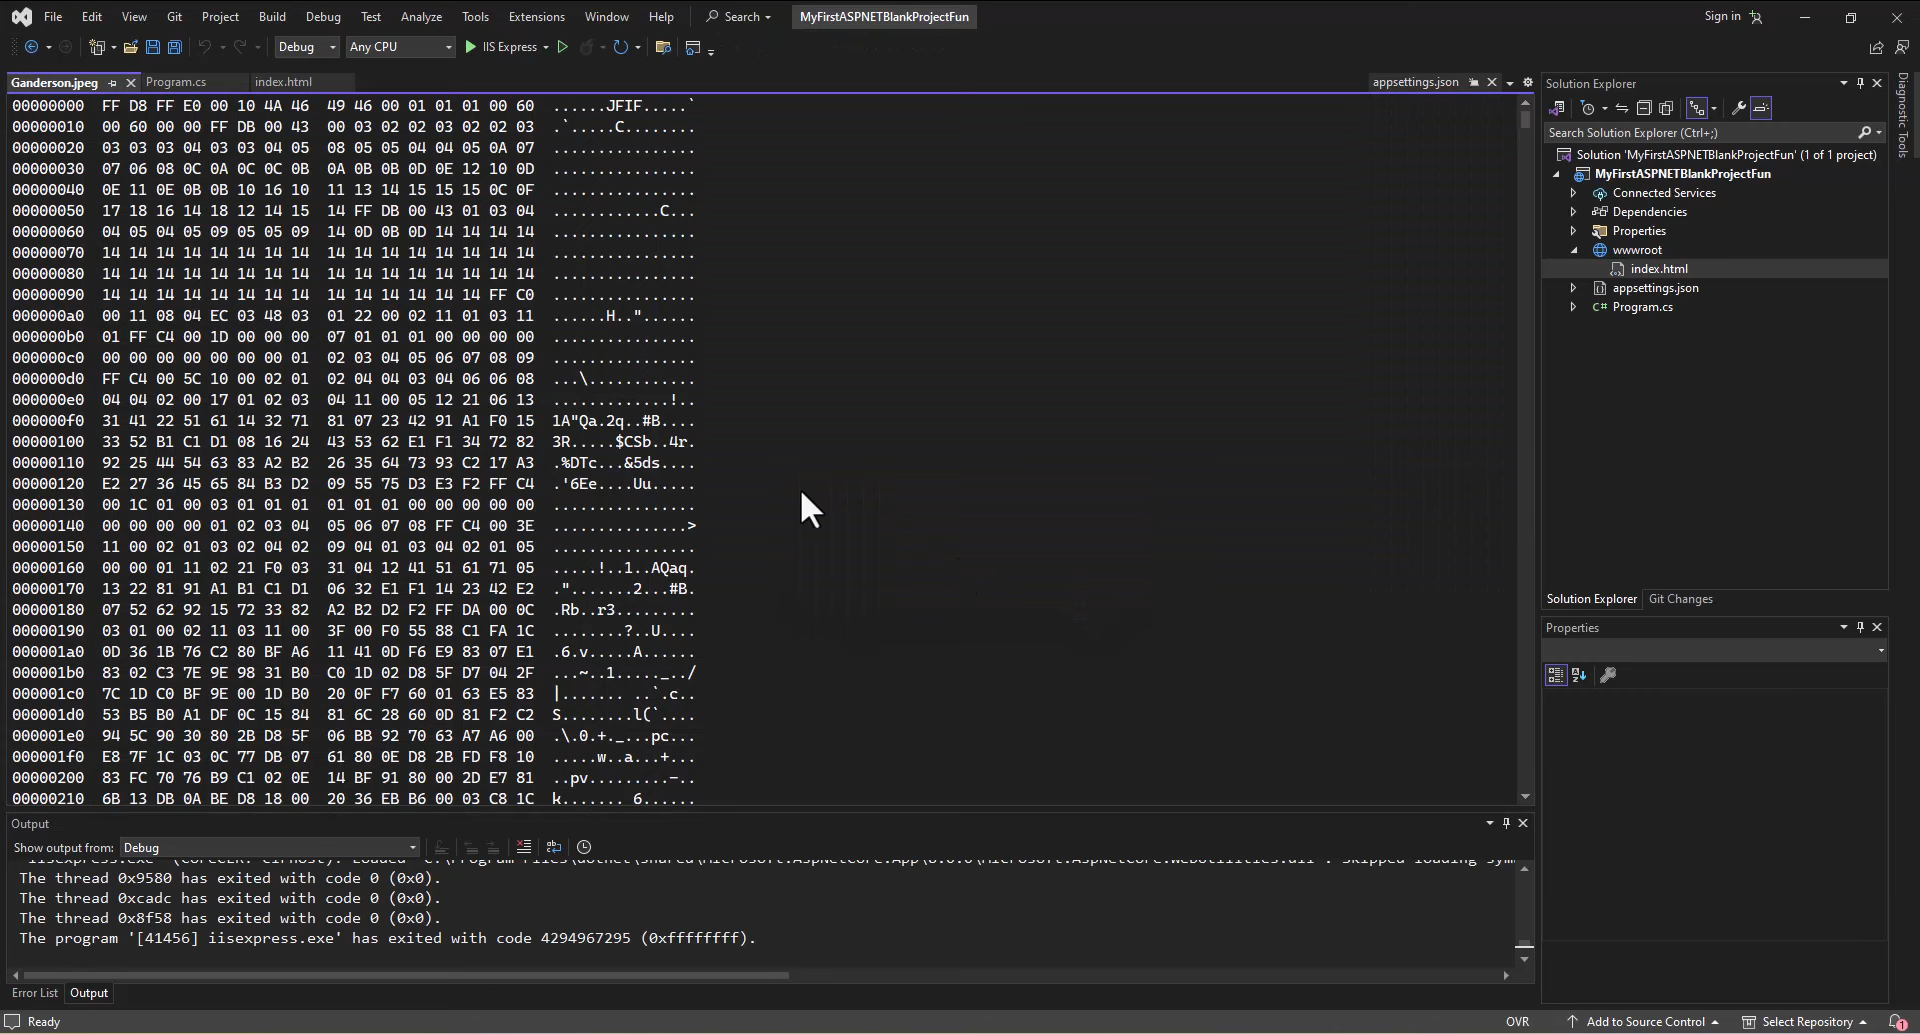 File Edit View Git Project Build Debug Test Analyze Tools Extensions Window Help Search MyFirstASPNETBlankProjectFun Sign in
Debug Any CPU IIS Express
Ganderson.jpeg Program.cs index.html appsettings.json
00000000 FF D8 FF E0 00 10 4A 46 49 46 00 01 01 01 00 60 ......JFIF.....`
00000010 00 60 00 00 FF DB 00 43 00 03 02 02 03 02 02 03 .`.....C........
00000020 03 03 03 04 03 03 04 05 08 05 05 04 04 05 0A 07 ................
00000030 07 06 08 0C 0A 0C 0C 0B 0A 0B 0B 0D 0E 12 10 0D ................
00000040 0E 11 0E 0B 0B 10 16 10 11 13 14 15 15 15 0C 0F ................
00000050 17 18 16 14 18 12 14 15 14 FF DB 00 43 01 03 04 ............C...
00000060 04 05 04 05 09 05 05 09 14 0D 0B 0D 14 14 14 14 ................
00000070 14 14 14 14 14 14 14 14 14 14 14 14 14 14 14 14 ................
00000080 14 14 14 14 14 14 14 14 14 14 14 14 14 14 14 14 ................
00000090 14 14 14 14 14 14 14 14 14 14 14 14 14 14 FF C0 ................
000000a0 00 11 08 04 EC 03 48 03 01 22 00 02 11 01 03 11 ......H.."......
000000b0 01 FF C4 00 1D 00 00 00 07 01 01 01 00 00 00 00 ................
000000c0 00 00 00 00 00 00 00 01 02 03 04 05 06 07 08 09 ................
000000d0 FF C4 00 5C 10 00 02 01 02 04 04 03 04 06 06 08 ...\............
000000e0 04 04 02 00 17 01 02 03 04 11 00 05 12 21 06 13 .............!..
000000f0 31 41 22 51 61 14 32 71 81 07 23 42 91 A1 F0 15 1A"Qa.2q..#B....
00000100 33 52 B1 C1 D1 08 16 24 43 53 62 E1 F1 34 72 82 3R.....$CSb..4r.
00000110 92 25 44 54 63 83 A2 B2 26 35 64 73 93 C2 17 A3 .%DTc...&5ds....
00000120 E2 27 36 45 65 84 B3 D2 09 55 75 D3 E3 F2 FF C4 .'6Ee....Uu.....
00000130 00 1C 01 00 03 01 01 01 01 01 01 00 00 00 00 00 ................
00000140 00 00 00 00 01 02 03 04 05 06 07 08 FF C4 00 3E ...............>
00000150 11 00 02 01 03 02 04 02 09 04 01 03 04 02 01 05 ................
00000160 00 00 01 11 02 21 F0 03 31 04 12 41 51 61 71 05 .....!..1..AQaq.
00000170 13 22 81 91 A1 B1 C1 D1 06 32 E1 F1 14 23 42 E2 .".......2...#B.
00000180 07 52 62 92 15 72 33 82 A2 B2 D2 F2 FF DA 00 0C .Rb..r3.........
00000190 03 01 00 02 11 03 11 00 3F 00 F0 55 88 C1 FA 1C ........?..U....
000001a0 0D 36 1B 76 C2 80 BF A6 11 41 0D F6 E9 83 07 E1 .6.v.....A......
000001b0 83 02 C3 7E 9E 98 31 B0 C0 1D 02 D8 5F D7 04 2F ...~..1....._../
000001c0 7C 1D C0 BF 9E 00 1D B0 20 0F F7 60 01 63 E5 83 |....... ..`.c..
000001d0 53 B5 B0 A1 DF 0C 15 84 81 6C 28 60 0D 81 F2 C2 S........l(`....
000001e0 94 5C 90 30 80 2B D8 5F 06 BB 92 70 63 A7 A6 00 .\.0.+._...pc...
000001f0 E8 7F 1C 03 0C 77 DB 07 61 80 0E D8 2B FD F8 10 .....w..a...+...
00000200 83 FC 70 76 B9 C1 02 0E 14 BF 91 80 00 2D E7 81 ..pv.........-..
00000210 6B 13 DB 0A BE D8 18 00 20 36 EB B6 00 03 C8 1C k....... 6......
Solution Explorer
Search Solution Explorer (Ctrl+;)
Solution 'MyFirstASPNETBlankProjectFun' (1 of 1 project)
MyFirstASPNETBlankProjectFun
Connected Services
Dependencies
Properties
wwwroot
index.html
appsettings.json
Program.cs
Solution Explorer Git Changes
Properties
Diagnostic Tools
Output
Show output from: Debug
The thread 0x9580 has exited with code 0 (0x0).
The thread 0xcadc has exited with code 0 (0x0).
The thread 0x8f58 has exited with code 0 (0x0).
The program '[41456] iisexpress.exe' has exited with code 4294967295 (0xffffffff).
Error List Output
Ready OVR Add to Source Control Select Repository 1